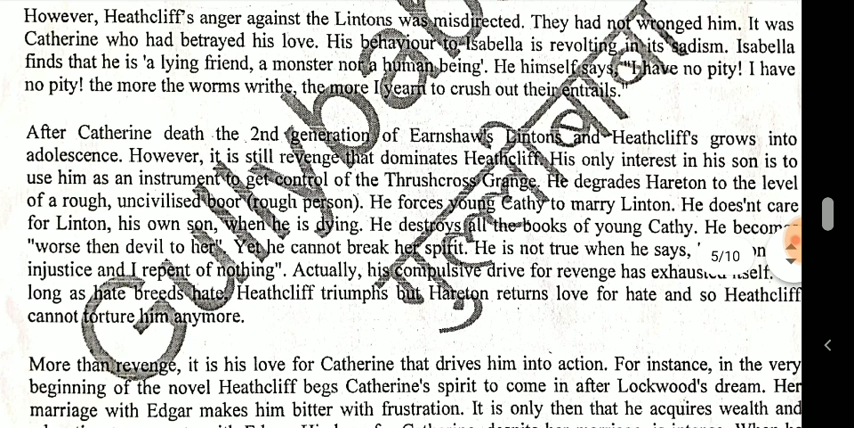 However, Heathcliff's anger against the Lintons was misdirected. They had not wronged him. It was
Catherine who had betrayed his love. His behaviour to Isabella is revolting in its sadism. Isabella
finds that he is 'a lying friend, a monster not a human being'. He himself says, "I have no pity! I have
no pity! the more the worms writhe, the more I yearn to crush out their entrails."
After Catherine death the 2nd generation of Earnshaw's Lintons and Heathcliff's grows into
adolescence. However, it is still revenge that dominates Heathcliff. His only interest in his son is to
use him as an instrument to get control of the Thrushcross Grange. He degrades Hareton to the level
of a rough, uncivilised boor (rough person). He forces young Cathy to marry Linton. He does'nt care
for Linton, his own son, when he is dying. He destroys all the books of young Cathy. He
"worse then devil to her". Yet he cannot break her spirit. He is not true when he says, '
5/10
injustice and I repent of nothing". Actually, his compulsive drive for revenge has exhausted itself.
long as hate breeds hate, Heathcliff triumphs but Hareton returns love for hate and so Heathcliff
cannot torture him anymore.
More than revenge, it is his love for Catherine that drives him into action. For instance, in the very
beginning of the novel Heathcliff begs Catherine's spirit to come in after Lockwood's dream. Her
marriage with Edgar makes him bitter with frustration. It is only then that he acquires wealth and